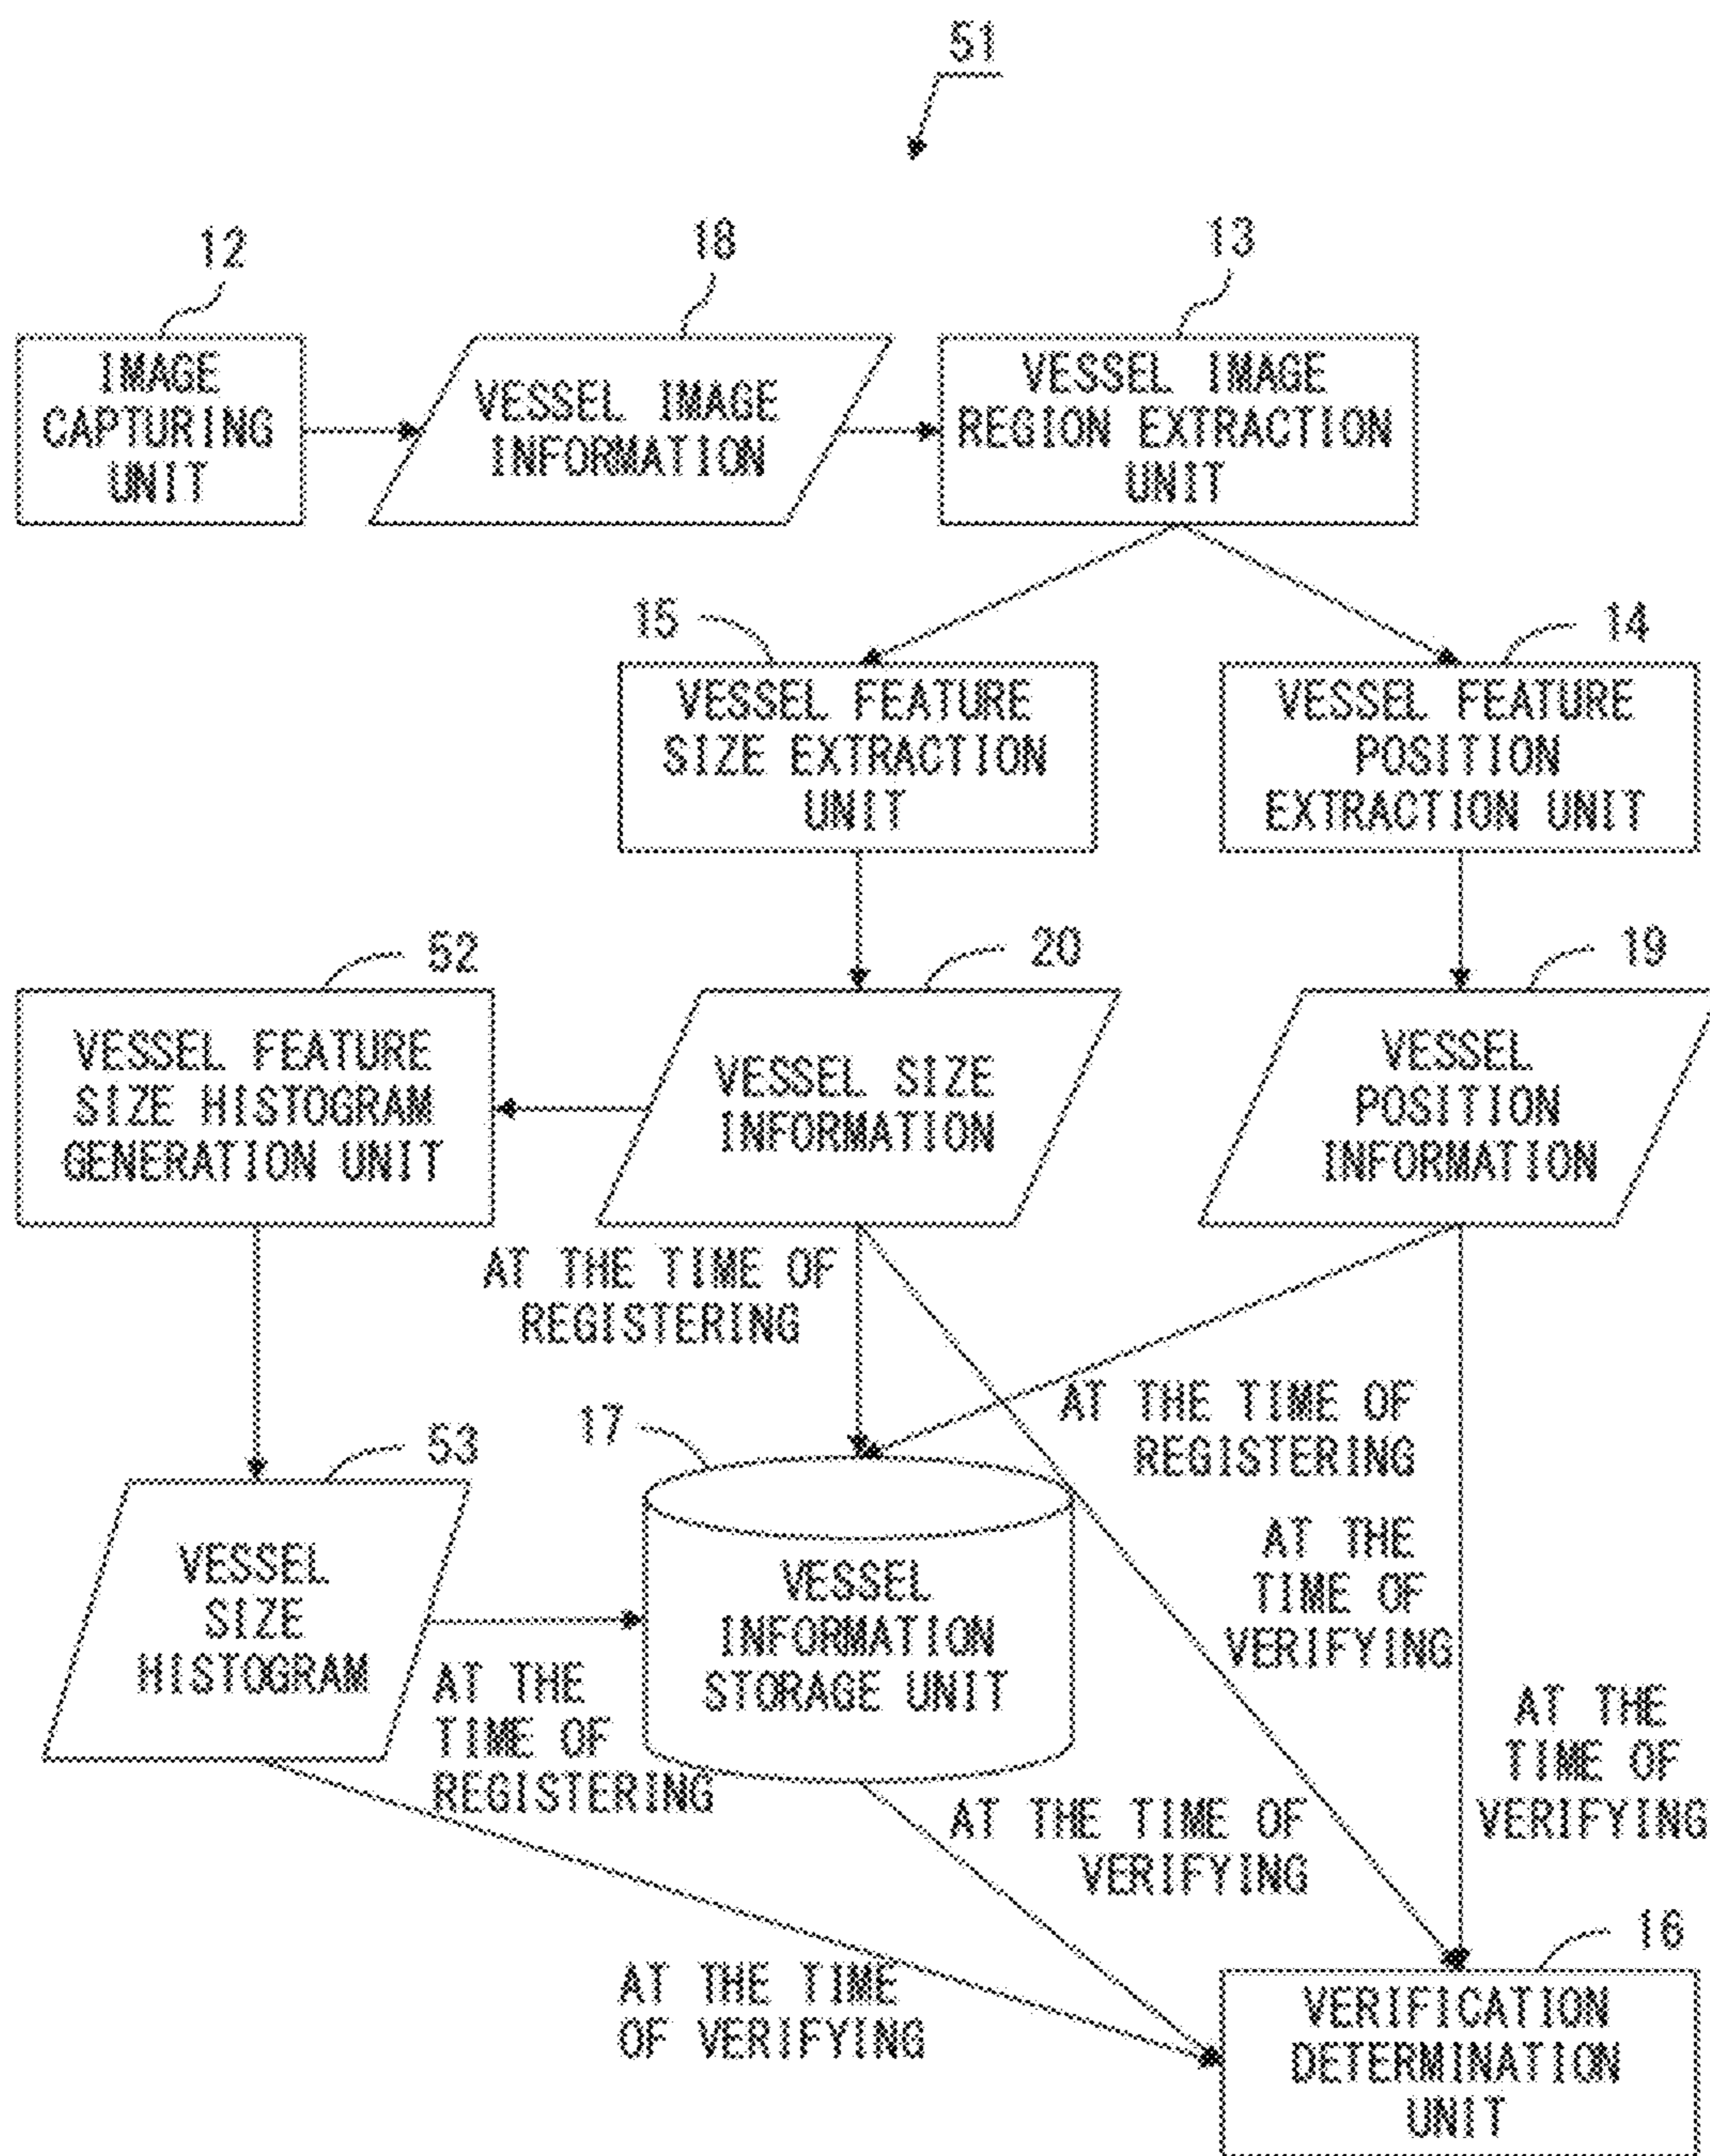 51
12
18
13
IMAGE
CAPTURING
UNIT
VESSEL IMAGE
INFORMATION
VESSEL IMAGE
REGION EXTRACTION
UNIT
15
14
VESSEL FEATURE
SIZE EXTRACTION
UNIT
VESSEL FEATURE
POSITION
EXTRACTION UNIT
52
20
19
VESSEL FEATURE
SIZE HISTOGRAM
GENERATION UNIT
VESSEL SIZE
INFORMATION
VESSEL
POSITION
INFORMATION
AT THE TIME OF
REGISTERING
AT THE TIME OF
REGISTERING
53
17
VESSEL
SIZE
HISTOGRAM
VESSEL
INFORMATION
STORAGE UNIT
AT THE
TIME OF
VERIFYING
AT THE
TIME OF
REGISTERING
AT THE
TIME OF
VERIFYING
AT THE TIME OF
VERIFYING
AT THE TIME
OF VERIFYING
16
VERIFICATION
DETERMINATION
UNIT